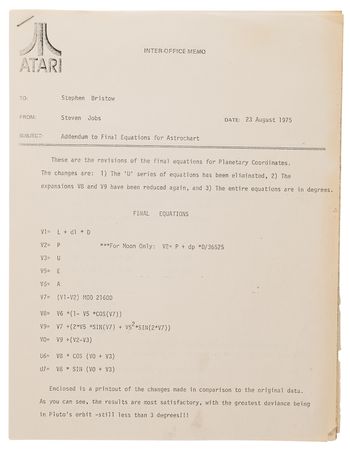 ATARI
INTER-OFFICE MEMO
TO: Stephen Bristow
FROM: Steven Jobs DATE: 23 August 1975
SUBJECT: Addendum to Final Equations for Astrochart
These are the revisions of the final equations for Planetary Coordinates.
The changes are: 1) The 'U' series of equations has been eliminated, 2) The
expansions V8 and V9 have been reduced again, and 3) The entire equations are in degrees.
FINAL EQUATIONS
V1= L + d1 * D
V2= P ***For Moon Only: V2= P + dp *D/36525
V3= U
V5= E
V6= A
V7= (V1-V2) MOD 21600
V8= V6 *(1- V5 *COS(V7))
V9= V7 +(2*V5 *SIN(V7) + V5²*SIN(2*V7))
V0= V9 +(V2-V3)
U6= V8 * COS (V0 + V3)
U7= V8 * SIN (V0 + V3)
Enclosed is a printout of the changes made in comparison to the original data.
As you can see, the results are most satisfactory, with the greatest deviance being
in Pluto's orbit -still less than 3 degrees!!!